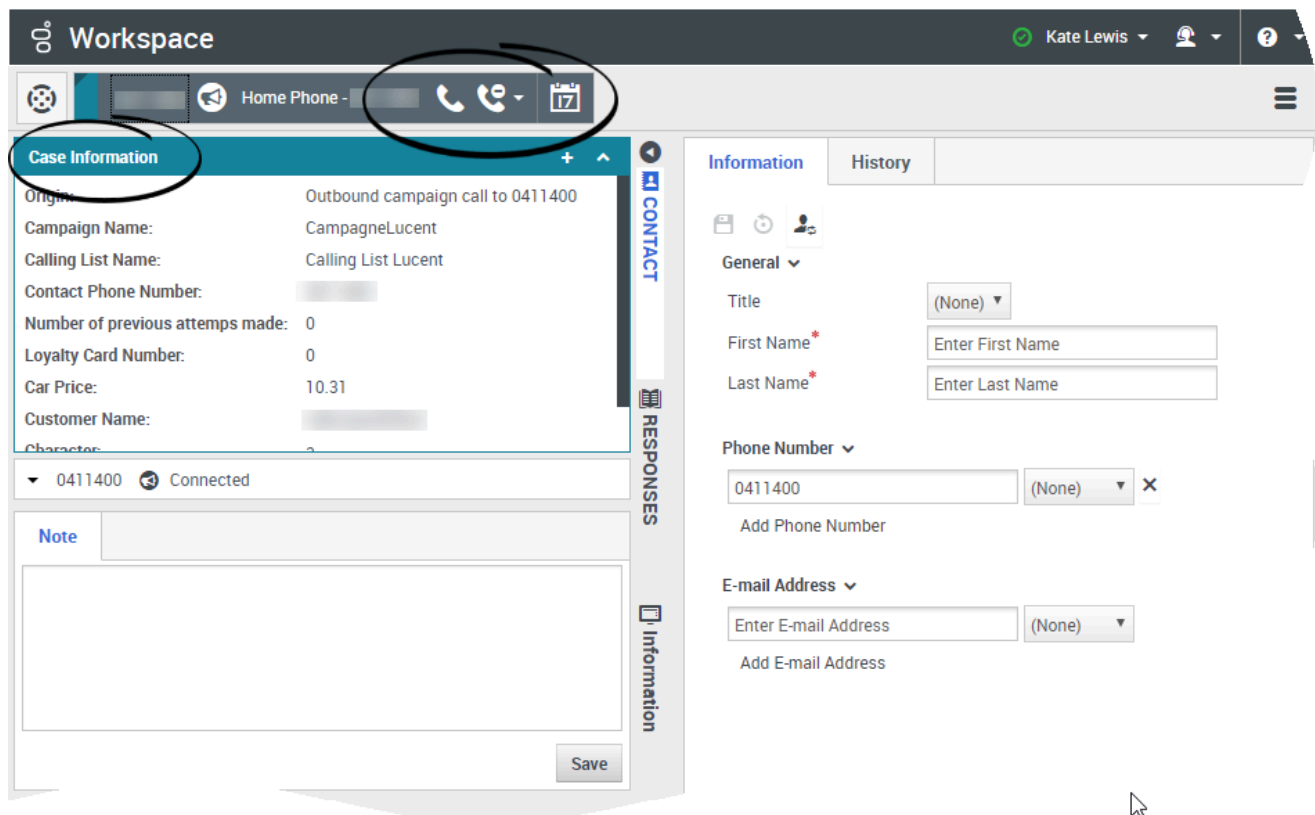 Workspace
Kate Lewis
Home Phone -
17
Case Information
Origin: Outbound campaign call to 0411400
Campaign Name: CampagneLucent
Calling List Name: Calling List Lucent
Contact Phone Number:
Number of previous attemps made: 0
Loyalty Card Number: 0
Car Price: 10.31
Customer Name:
Character:
0411400 Connected
Note
Save
CONTACT
RESPONSES
Information
Information History
General
Title (None)
First Name* Enter First Name
Last Name* Enter Last Name
Phone Number
0411400 (None)
Add Phone Number
E-mail Address
Enter E-mail Address (None)
Add E-mail Address